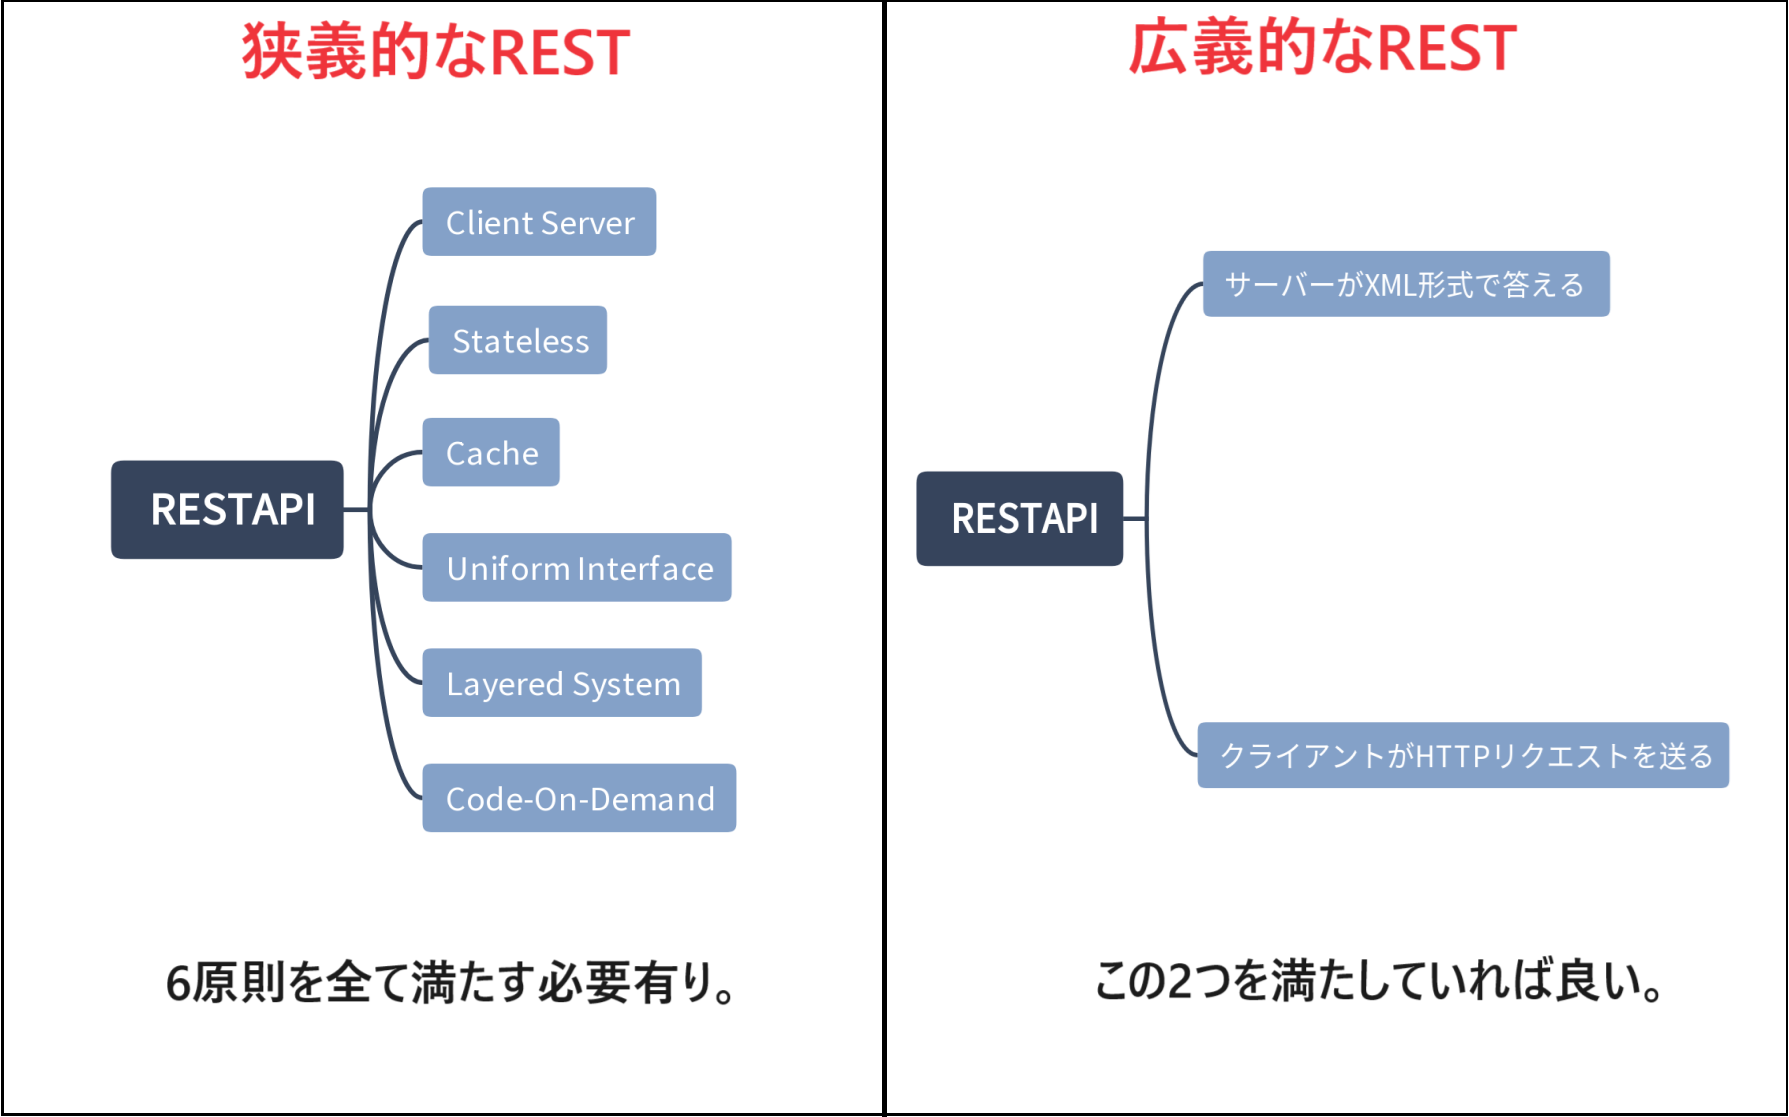 狭義的なREST
RESTAPI
Client Server
Stateless
Cache
Uniform Interface
Layered System
Code-On-Demand
6原則を全て満たす必要有り。
広義的なREST
RESTAPI
サーバーがXML形式で答える
クライアントがHTTPリクエストを送る
この2つを満たしていれば良い。